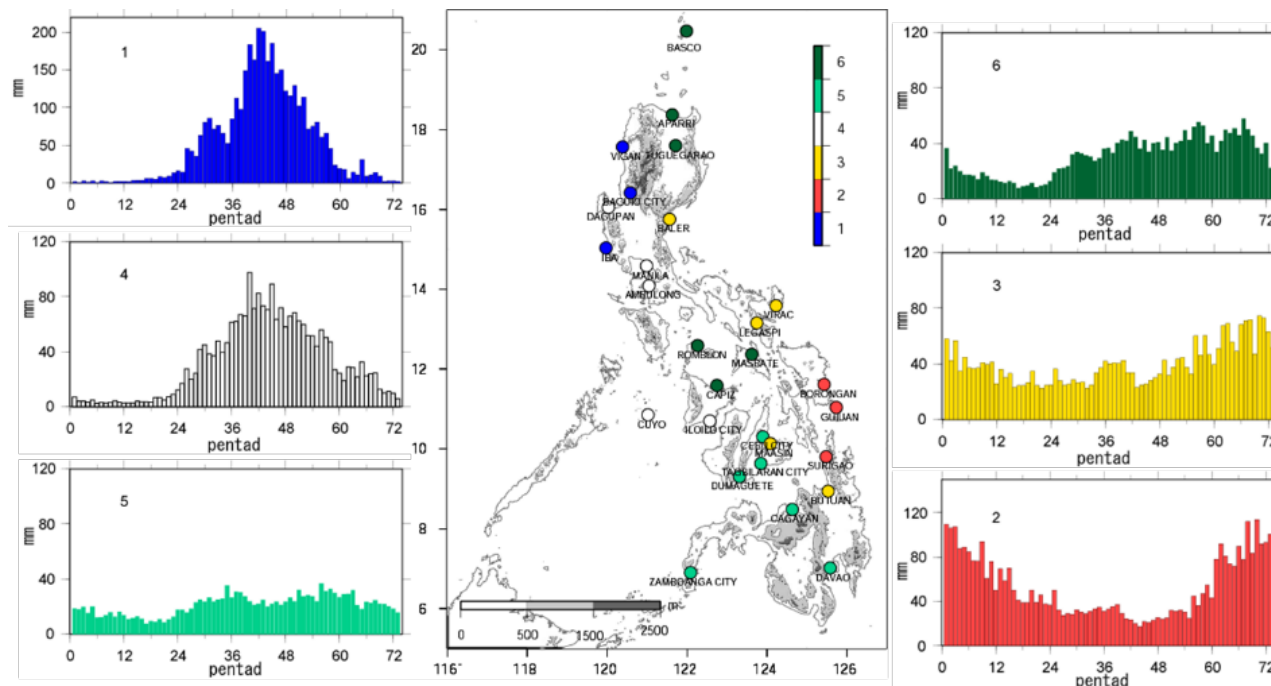 200
150
100
50
0
mm
1
0 12 24 36 48 60 72
pentad
120
80
40
0
mm
4
0 12 24 36 48 60 72
pentad
120
80
40
0
mm
5
0 12 24 36 48 60 72
pentad
20
18
16
14
12
10
8
6
116 118 120 122 124 126
BASCO
APARRI
VIGAN
TUGUEGARAO
BAGUIO CITY
DAGUPAN
BALER
IBA
MANILA
AMBULONG
VIRAC
LEGASPI
ROMBLON
MASBATE
CAPIZ
BORONGAN
GUIUAN
CUYO
ILOILO CITY
CEBU CITY
MAASIN
TAGBILARAN CITY
SURIGAO
DUMAGUETE
BUTUAN
CAGAYAN
ZAMBOANGA CITY
DAVAO
6
5
4
3
2
1
0 500 1500 2500 m
120
80
40
0
mm
6
0 12 24 36 48 60 72
pentad
120
80
40
0
mm
3
0 12 24 36 48 60 72
pentad
120
80
40
0
mm
2
0 12 24 36 48 60 72
pentad